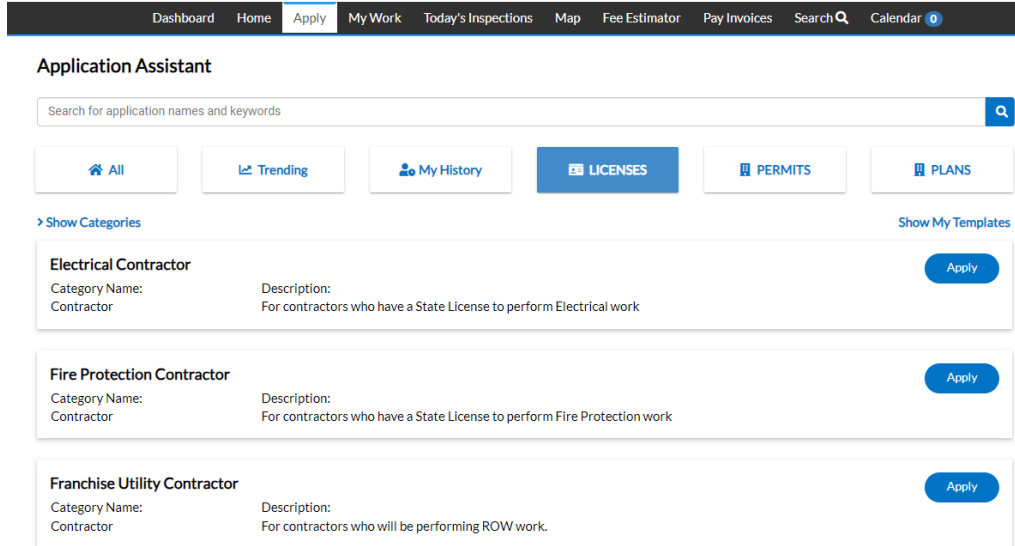 Dashboard Home Apply My Work Today's Inspections Map Fee Estimator Pay Invoices Search Calendar 0
Application Assistant
Search for application names and keywords
All Trending My History LICENSES PERMITS PLANS
Show Categories Show My Templates
Electrical Contractor Apply
Category Name: Description:
Contractor For contractors who have a State License to perform Electrical work
Fire Protection Contractor Apply
Category Name: Description:
Contractor For contractors who have a State License to perform Fire Protection work
Franchise Utility Contractor Apply
Category Name: Description:
Contractor For contractors who will be performing ROW work.